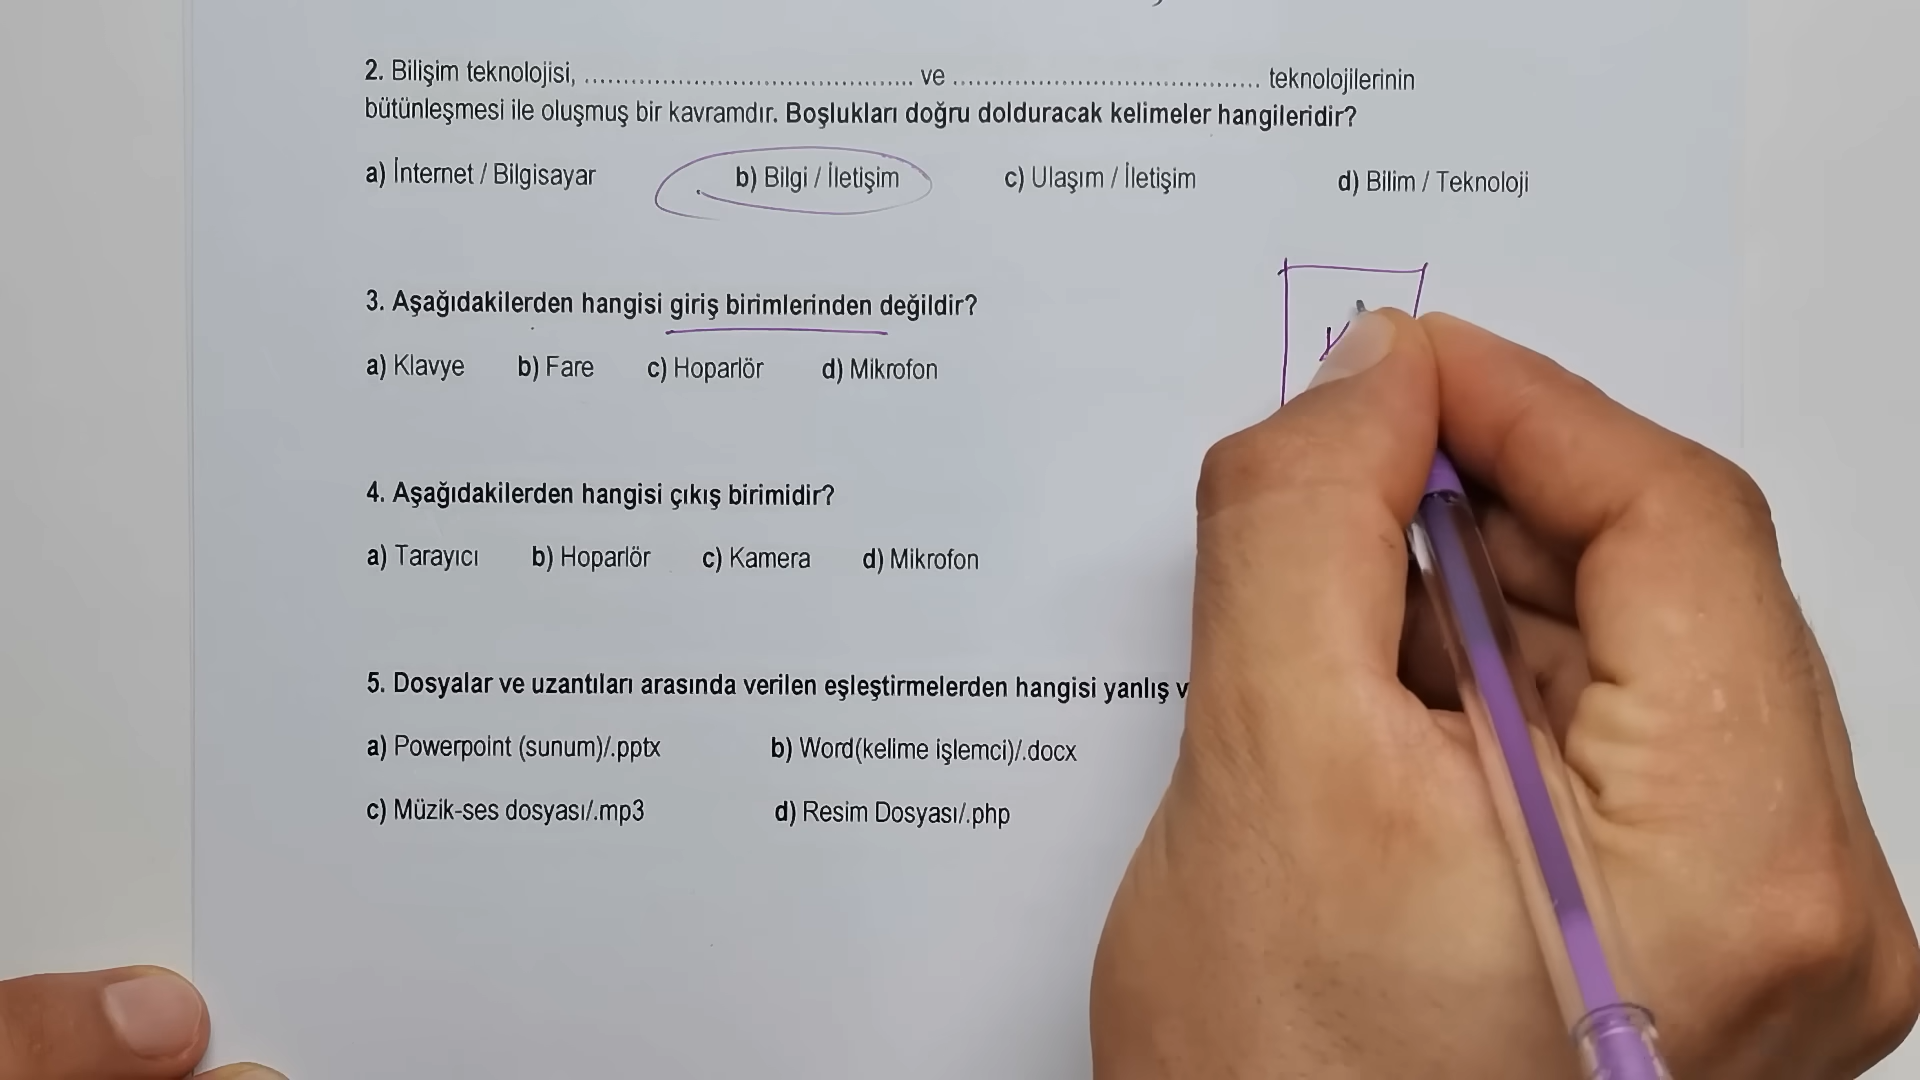 2. Bilişim teknolojisi, ........................................ ve ..................................... teknolojilerinin
bütünleşmesi ile oluşmuş bir kavramdır. Boşlukları doğru dolduracak kelimeler hangileridir?
a) İnternet / Bilgisayar b) Bilgi / İletişim c) Ulaşım / İletişim d) Bilim / Teknoloji
3. Aşağıdakilerden hangisi giriş birimlerinden değildir?
a) Klavye b) Fare c) Hoparlör d) Mikrofon
4. Aşağıdakilerden hangisi çıkış birimidir?
a) Tarayıcı b) Hoparlör c) Kamera d) Mikrofon
5. Dosyalar ve uzantıları arasında verilen eşleştirmelerden hangisi yanlış
a) Powerpoint (sunum)/.pptx b) Word(kelime işlemci)/.docx
c) Müzik-ses dosyası/.mp3 d) Resim Dosyası/.php